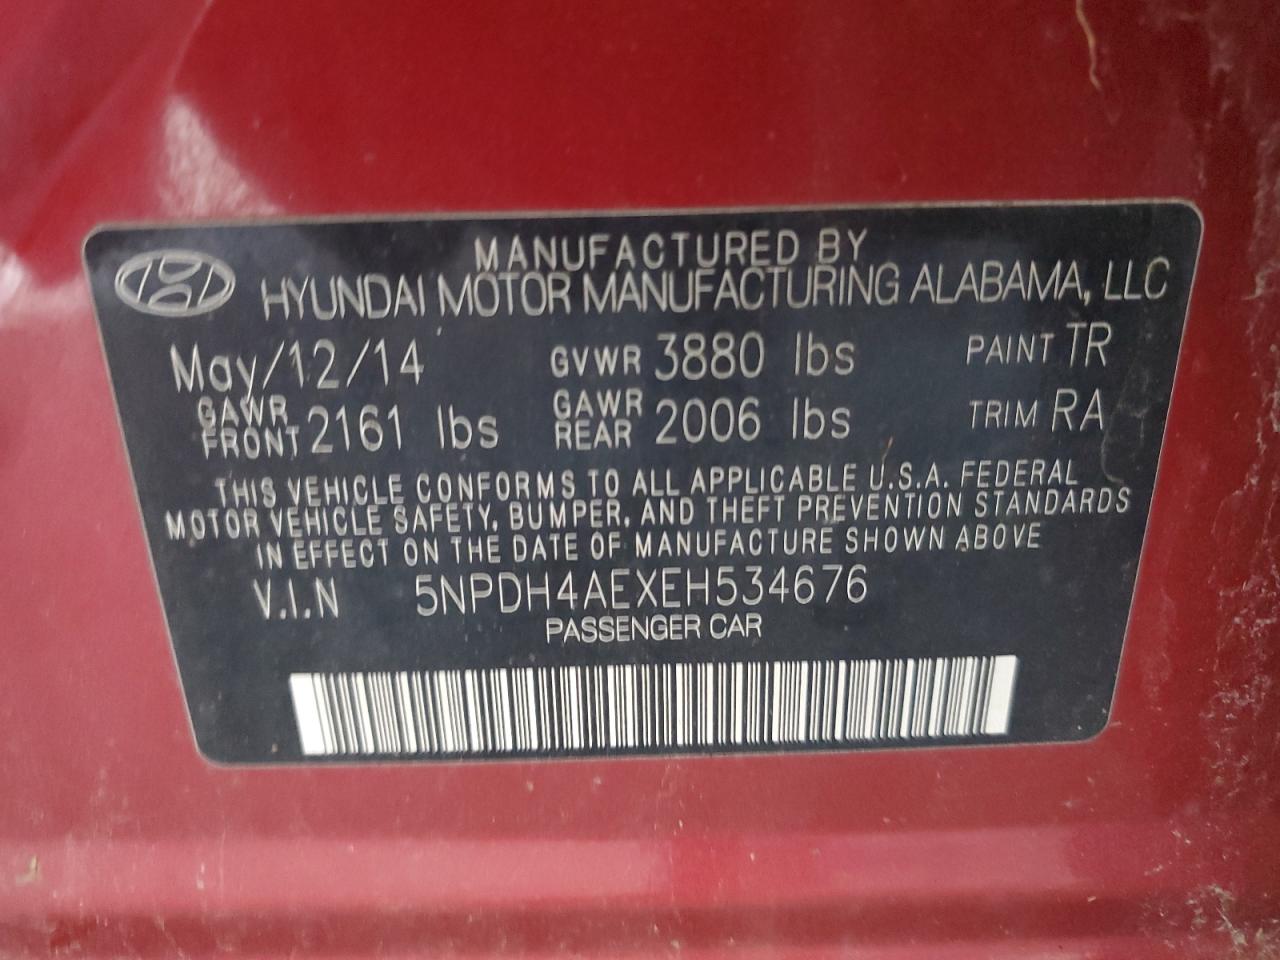 MANUFACTURED BY
HYUNDAI MOTOR MANUFACTURING ALABAMA, LLC
May/12/14 GVWR 3880 lbs PAINT TR
GAWR FRONT 2161 lbs GAWR REAR 2006 lbs TRIM RA
THIS VEHICLE CONFORMS TO ALL APPLICABLE U.S.A. FEDERAL
MOTOR VEHICLE SAFETY, BUMPER, AND THEFT PREVENTION STANDARDS
IN EFFECT ON THE DATE OF MANUFACTURE SHOWN ABOVE
V.I.N 5NPDH4AEXEH534676
PASSENGER CAR